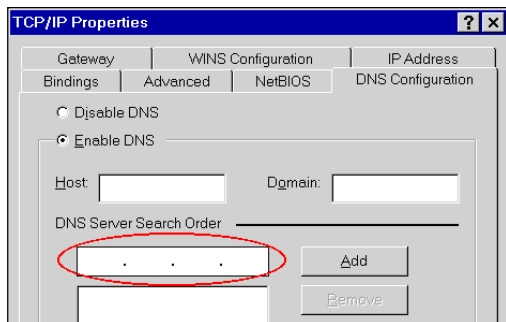 TCP/IP Properties ? ×
Gateway WINS Configuration IP Address
Bindings Advanced NetBIOS DNS Configuration
Disable DNS
Enable DNS
Host: Domain:
DNS Server Search Order
. . . Add
Remove